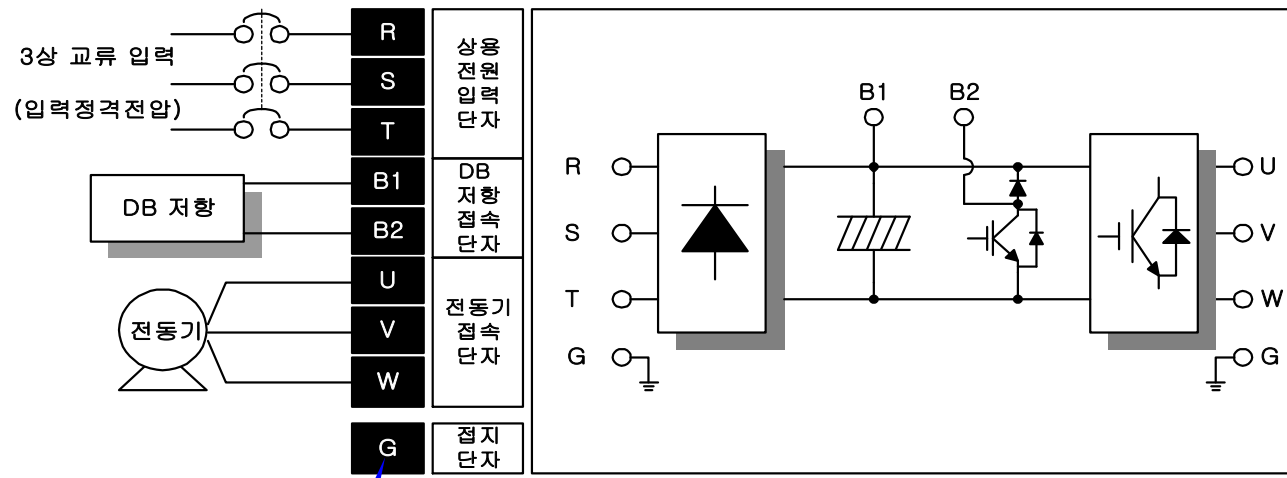 3상 교류 입력
(입력정격전압)
R
S
T
상용
전원
입력
단자
DB 저항
B1
B2
DB
저항
접속
단자
전동기
U
V
W
전동기
접속
단자
G
접지
단자
B1
B2
R
S
T
G
U
V
W
G